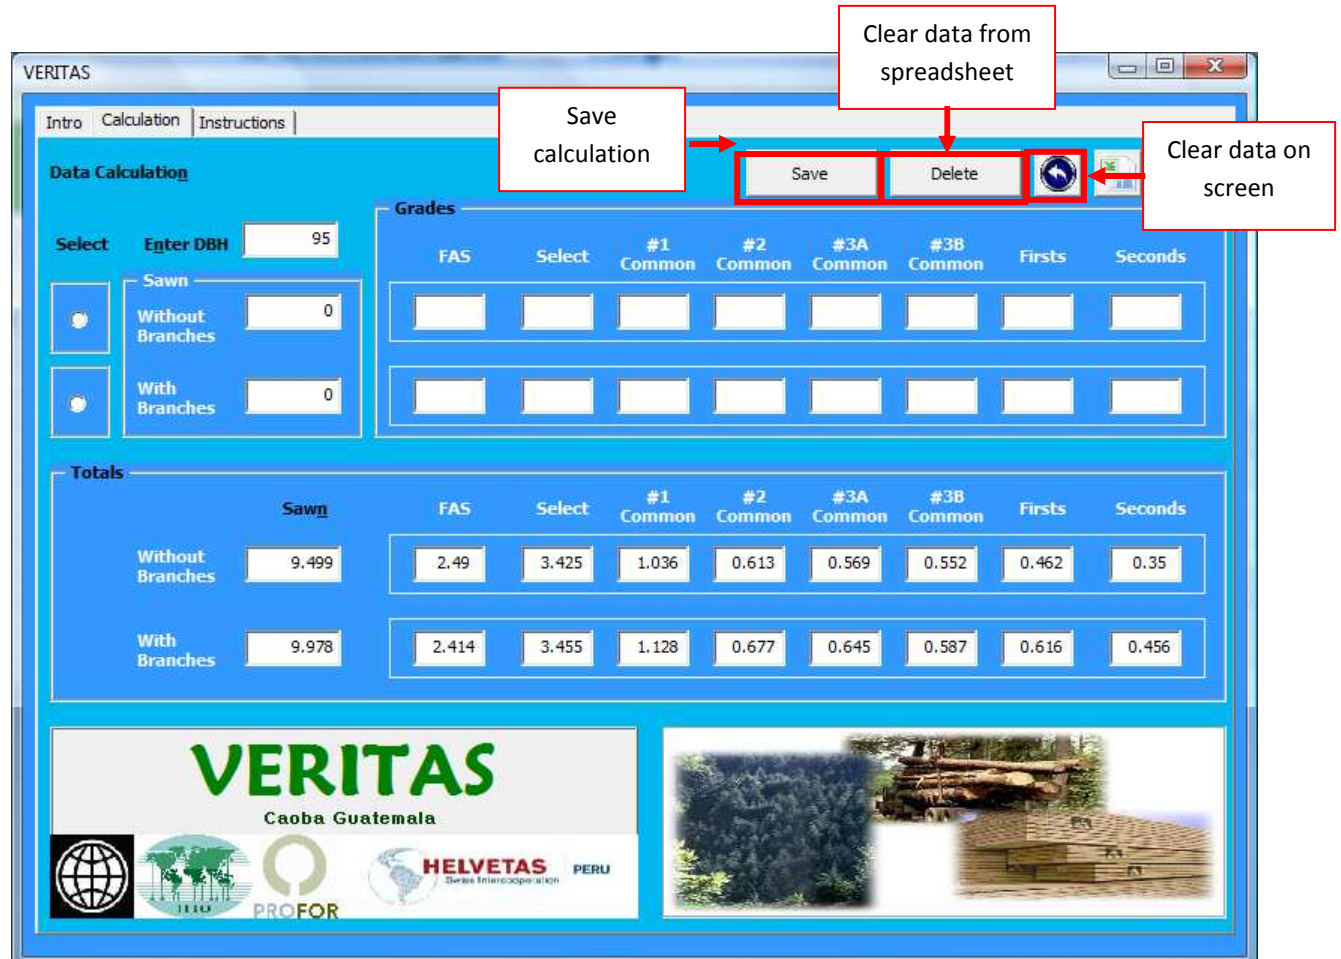 Clear data from
spreadsheet
VERITAS
Save
calculation
Clear data on
screen
Intro Calculation Instructions
Data Calculation
Save Delete
Grades
Select Enter DBH 95
FAS Select #1 Common #2 Common #3A Common #3B Common Firsts Seconds
Sawn
Without
Branches
0
With
Branches
0
Totals
Sawn FAS Select #1 Common #2 Common #3A Common #3B Common Firsts Seconds
Without
Branches
9.499 2.49 3.425 1.036 0.613 0.569 0.552 0.462 0.35
With
Branches
9.978 2.414 3.455 1.128 0.677 0.645 0.587 0.616 0.456
VERITAS
Caoba Guatemala
HELVETAS PERU
Swiss Intercooperation
ITTO
PROFOR